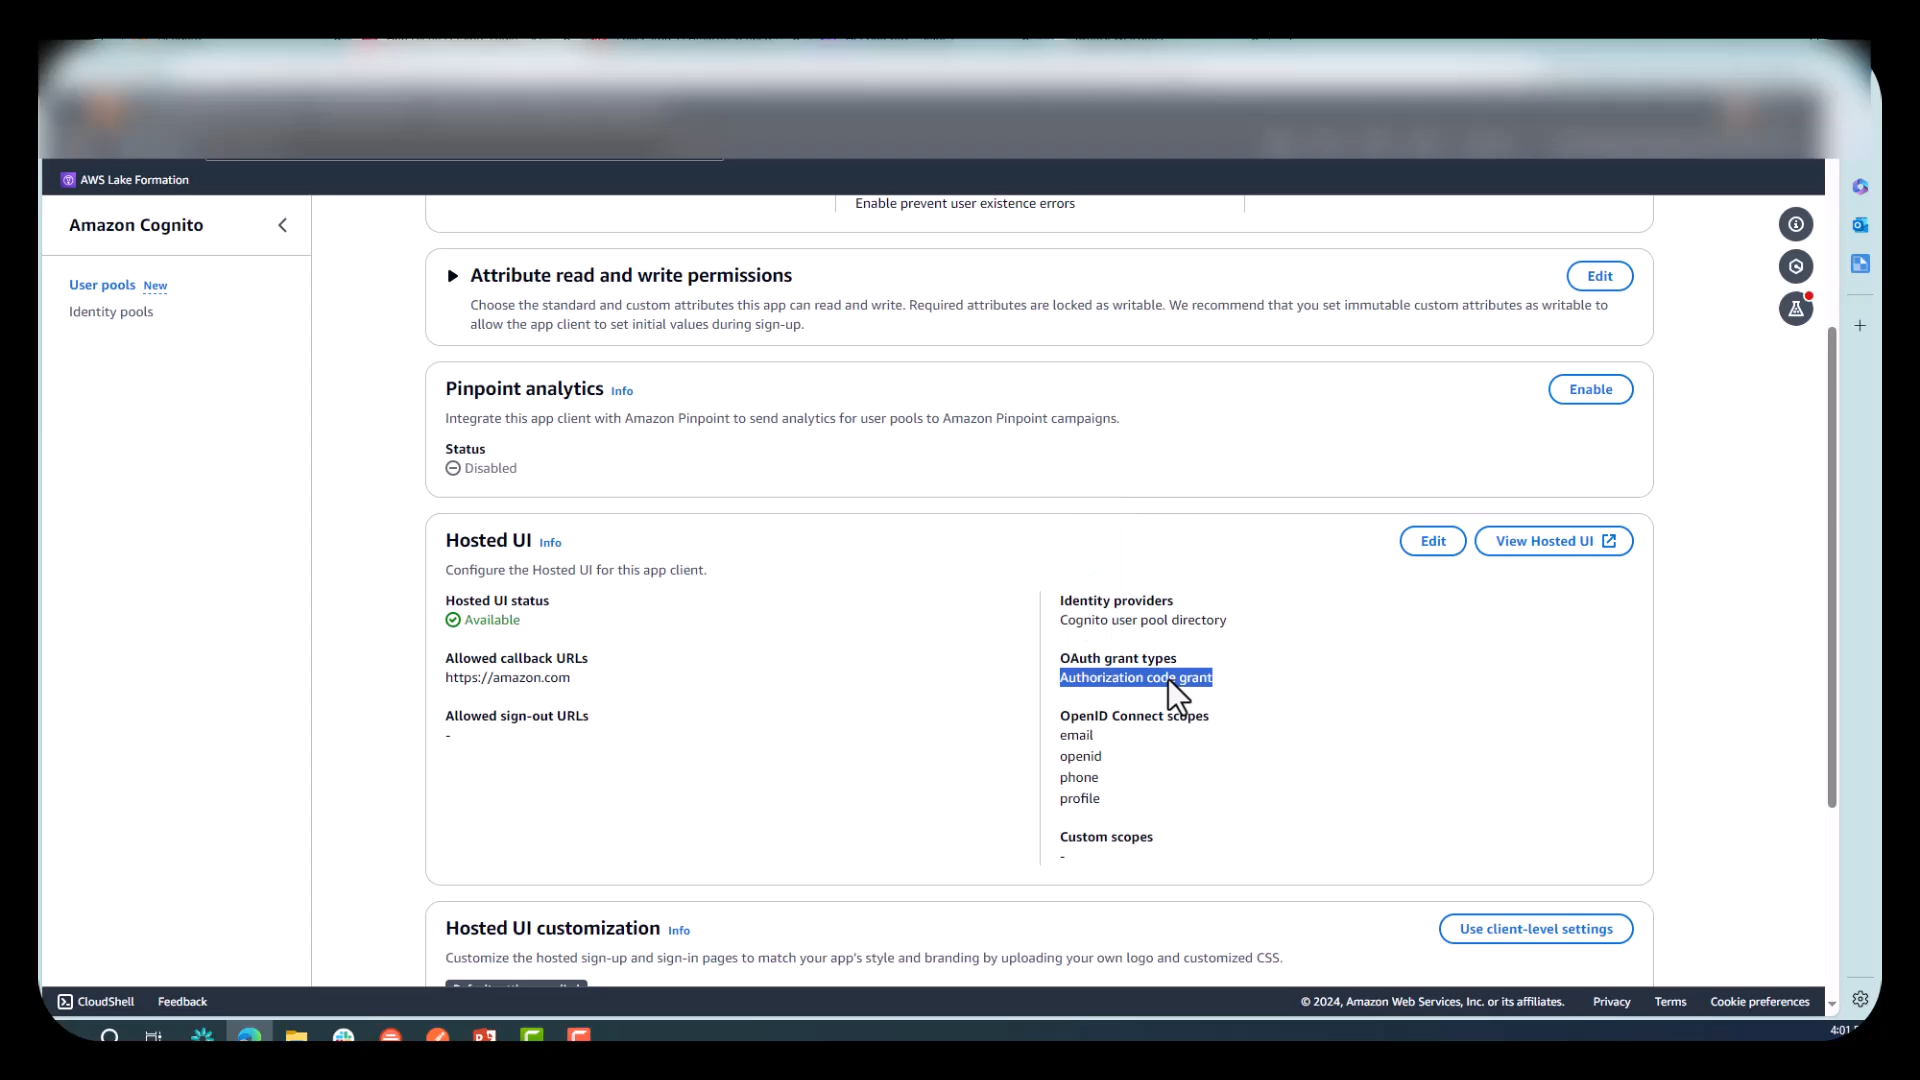 AWS Lake Formation
Amazon Cognito
User pools New
Identity pools
Enable prevent user existence errors
Attribute read and write permissions
Edit
Choose the standard and custom attributes this app can read and write. Required attributes are locked as writable. We recommend that you set immutable custom attributes as writable to
allow the app client to set initial values during sign-up.
Pinpoint analytics Info
Enable
Integrate this app client with Amazon Pinpoint to send analytics for user pools to Amazon Pinpoint campaigns.
Status
Disabled
Hosted UI Info
Edit
View Hosted UI
Configure the Hosted UI for this app client.
Hosted UI status
Available
Allowed callback URLs
https://amazon.com
Allowed sign-out URLs
-
Identity providers
Cognito user pool directory
OAuth grant types
Authorization code grant
OpenID Connect scopes
email
openid
phone
profile
Custom scopes
-
Hosted UI customization Info
Use client-level settings
Customize the hosted sign-up and sign-in pages to match your app's style and branding by uploading your own logo and customized CSS.
CloudShell Feedback
© 2024, Amazon Web Services, Inc. or its affiliates. Privacy Terms Cookie preferences
4:01